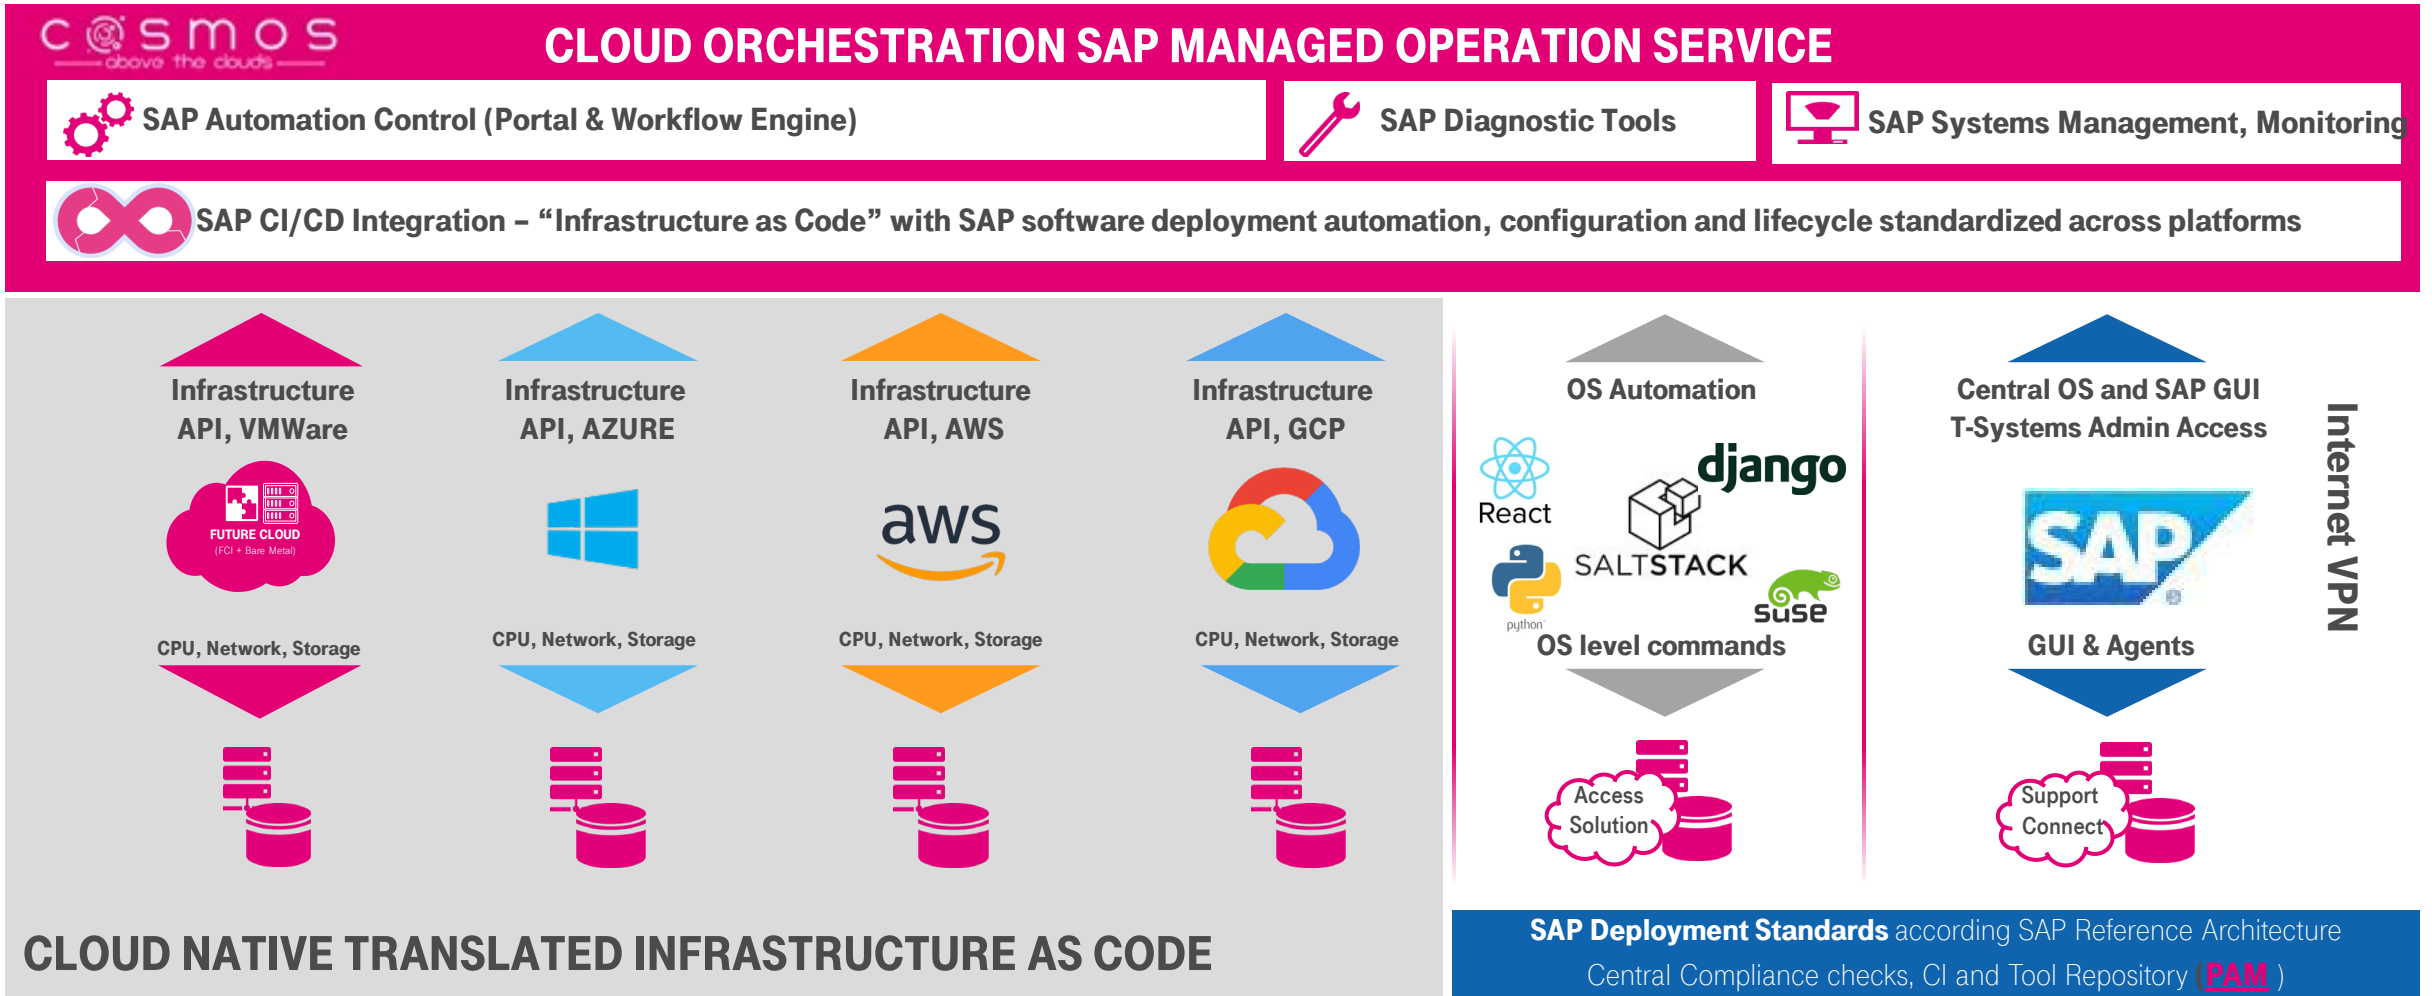 COSMOS
above the clouds
CLOUD ORCHESTRATION SAP MANAGED OPERATION SERVICE
SAP Automation Control (Portal & Workflow Engine)
SAP Diagnostic Tools
SAP Systems Management, Monitoring
SAP CI/CD Integration – “Infrastructure as Code” with SAP software deployment automation, configuration and lifecycle standardized across platforms
Infrastructure
API, VMWare
FUTURE CLOUD
(FCI + Bare Metal)
CPU, Network, Storage
Infrastructure
API, AZURE
CPU, Network, Storage
Infrastructure
API, AWS
aws
CPU, Network, Storage
Infrastructure
API, GCP
CPU, Network, Storage
CLOUD NATIVE TRANSLATED INFRASTRUCTURE AS CODE
OS Automation
django
React
SALTSTACK
python
SUSE
OS level commands
Access
Solution
Central OS and SAP GUI
T-Systems Admin Access
SAP
®
GUI & Agents
Support
Connect
Internet VPN
SAP Deployment Standards according SAP Reference Architecture
Central Compliance checks, CI and Tool Repository (PAM )